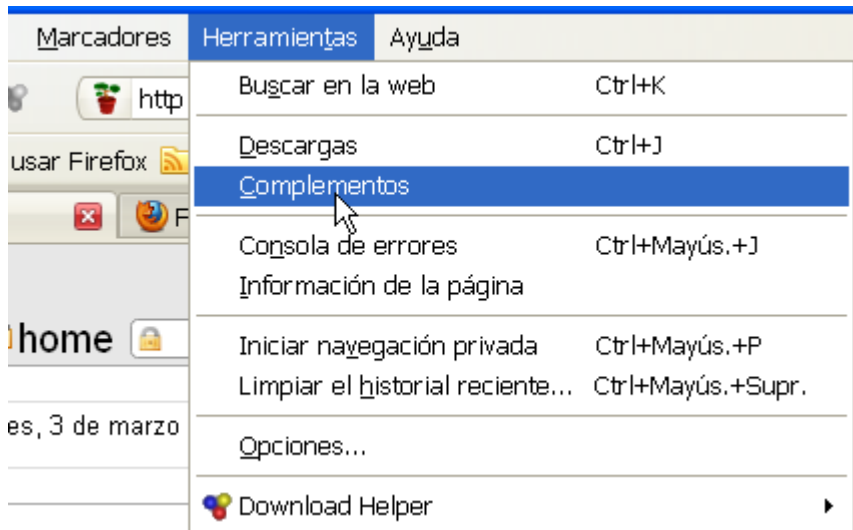 Marcadores Herramientas Ayuda
http
Buscar en la web Ctrl+K
usar Firefox
Descargas Ctrl+J
Complementos
F
Consola de errores Ctrl+Mayús.+J
Información de la página
home
Iniciar navegación privada Ctrl+Mayús.+P
Limpiar el historial reciente... Ctrl+Mayús.+Supr.
es, 3 de marzo
Opciones...
Download Helper